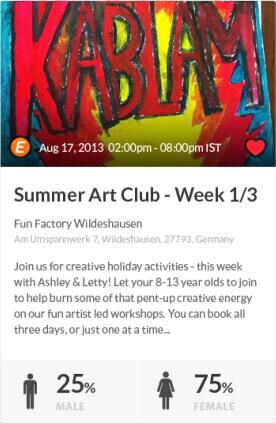 KABLAM
E Aug 17, 2013 02:00pm - 08:00pm IST
Summer Art Club - Week 1/3
Fun Factory Wildeshausen
Am Umspannwerk 7, Wildeshausen, 27793, Germany
Join us for creative holiday activities - this week
with Ashley & Letty! Let your 8-13 year olds to join
to help burn some of that pent-up creative energy
on our fun artist led workshops. You can book all
three days, or just one at a time...
25% 75%
MALE FEMALE